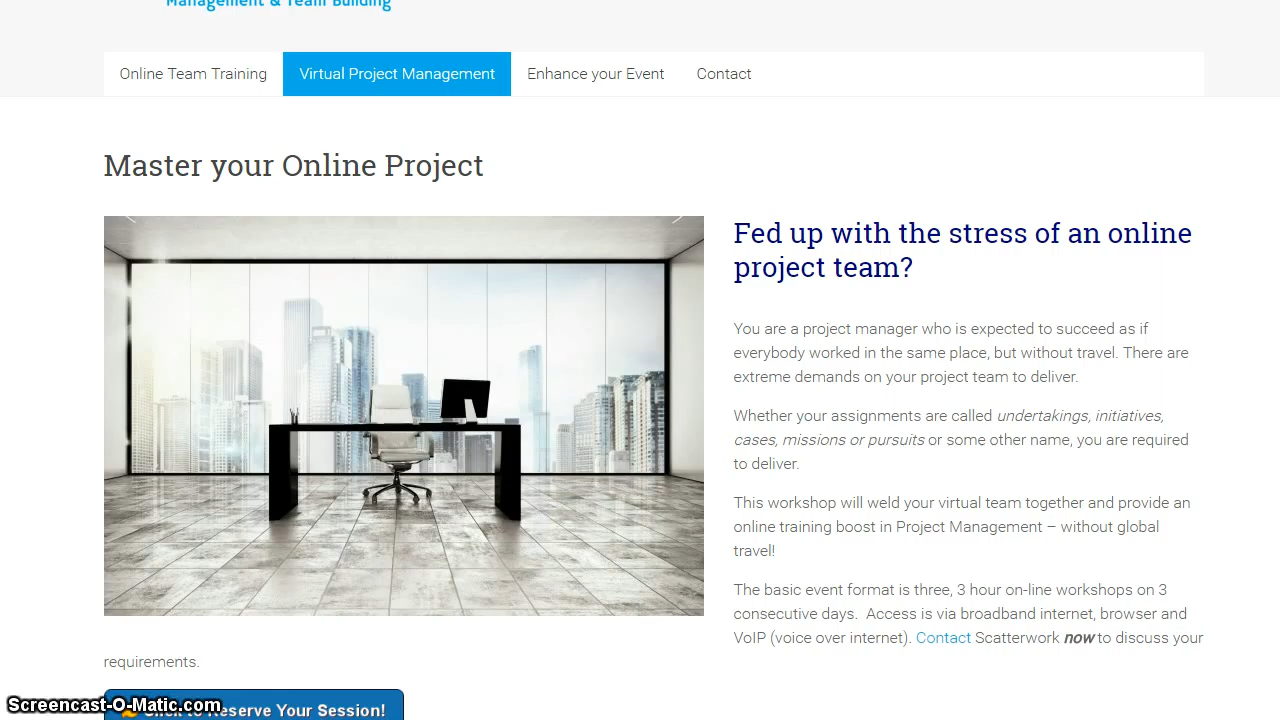 Management & Team Building
Online Team Training
Virtual Project Management
Enhance your Event
Contact
Master your Online Project
Fed up with the stress of an online
project team?
You are a project manager who is expected to succeed as if
everybody worked in the same place, but without travel. There are
extreme demands on your project team to deliver.
Whether your assignments are called undertakings, initiatives,
cases, missions or pursuits or some other name, you are required
to deliver.
This workshop will weld your virtual team together and provide an
online training boost in Project Management – without global
travel!
The basic event format is three, 3 hour on-line workshops on 3
consecutive days.  Access is via broadband internet, browser and
VoIP (voice over internet). Contact Scatterwork now to discuss your
requirements.
Click to Reserve Your Session!
Screencast-O-Matic.com